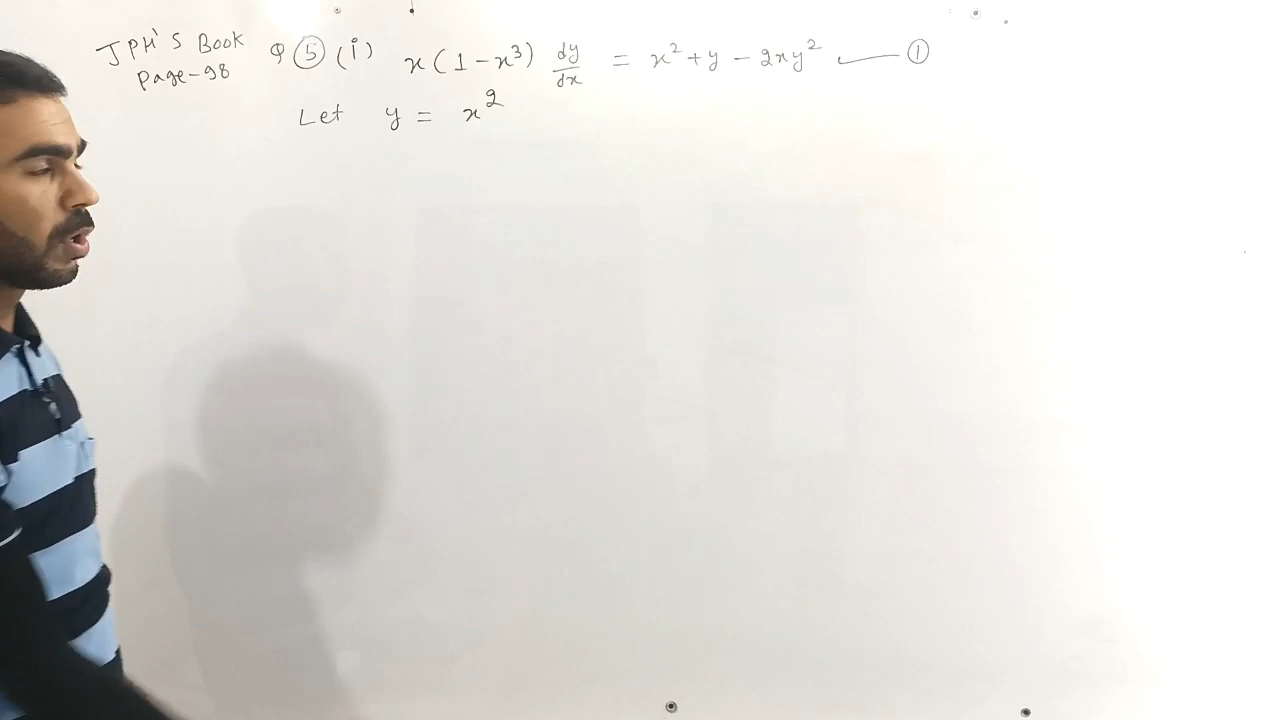 JPH'S Book
Page-98
Q ⑤ (i) x(1-x³) dy/dx = x²+y-2xy² —— ①
Let y = x²